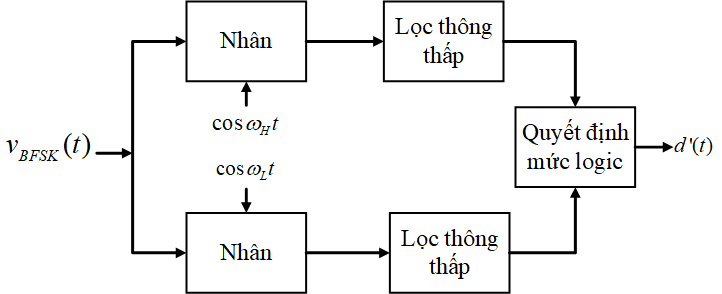 Nhân
Lọc thông
thấp
cos ω_H t
v_BFSK(t)
cos ω_L t
Quyết định
mức logic
d'(t)
Nhân
Lọc thông
thấp